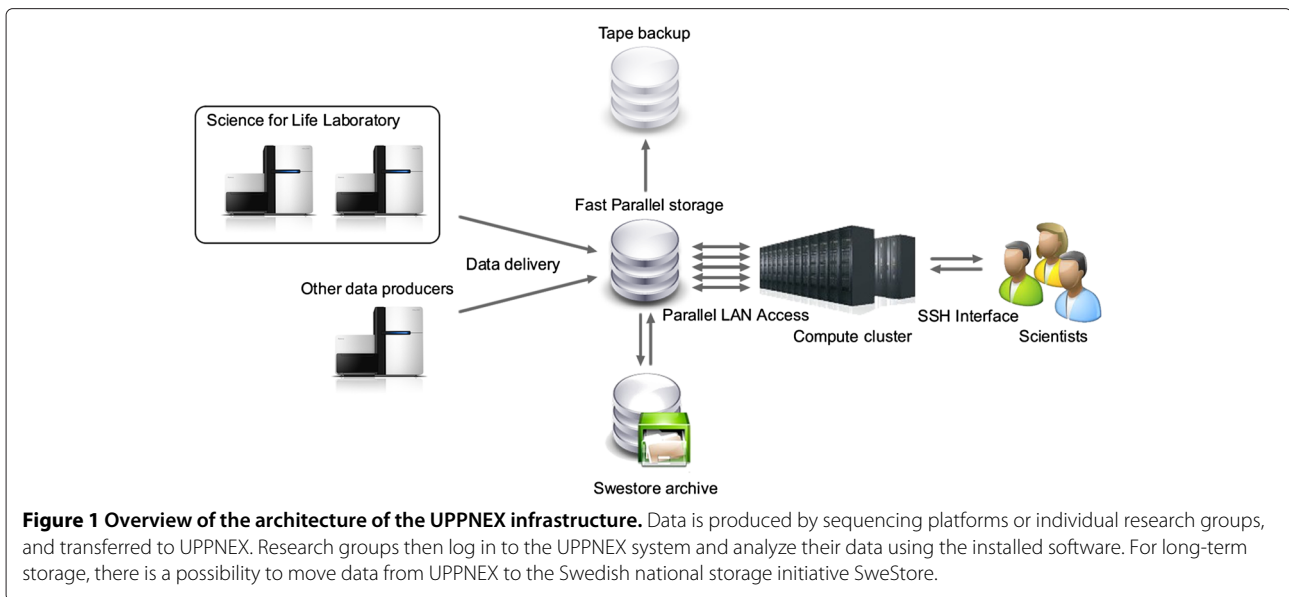 Tape backup
Science for Life Laboratory
Fast Parallel storage
Data delivery
Other data producers
Parallel LAN Access
SSH Interface
Compute cluster
Scientists
Swestore archive
Figure 1 Overview of the architecture of the UPPNEX infrastructure. Data is produced by sequencing platforms or individual research groups,
and transferred to UPPNEX. Research groups then log in to the UPPNEX system and analyze their data using the installed software. For long-term
storage, there is a possibility to move data from UPPNEX to the Swedish national storage initiative SweStore.